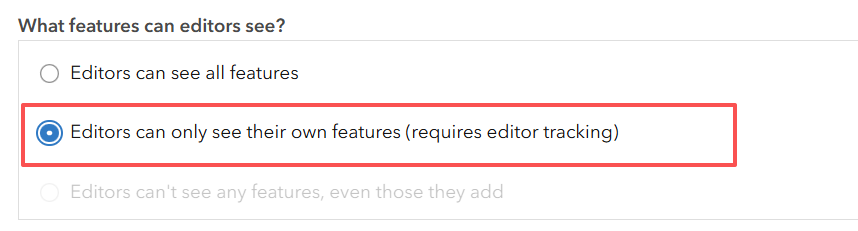 What features can editors see?
Editors can see all features
Editors can only see their own features (requires editor tracking)
Editors can't see any features, even those they add